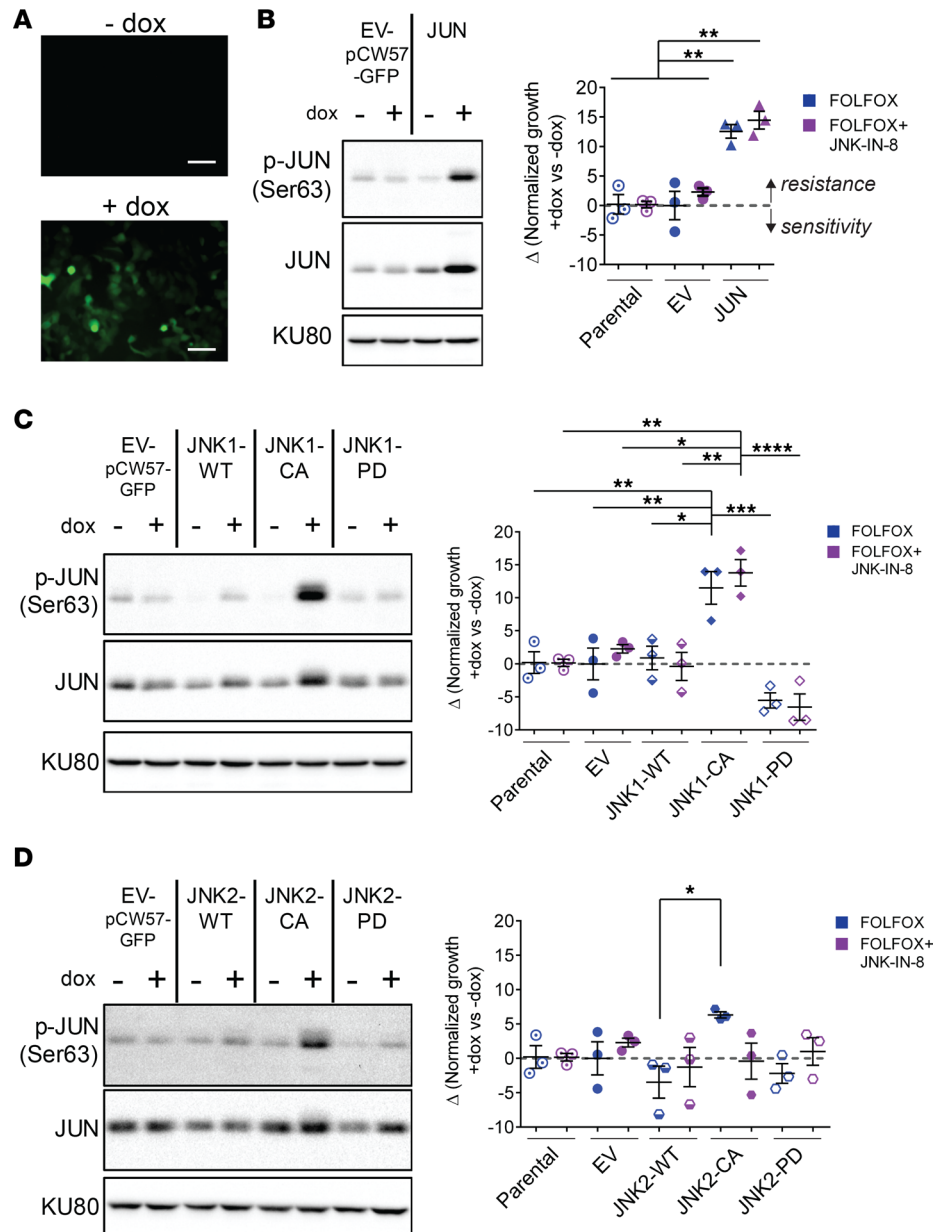 A
- dox
+ dox
B
EV-
pCW57
-GFP
JUN
dox
- + - +
p-JUN
(Ser63)
JUN
KU80
**
**
Δ (Normalized growth
+dox vs -dox)
20
15
10
5
0
-5
-10
Parental
EV
JUN
FOLFOX
FOLFOX+
JNK-IN-8
resistance
sensitivity
C
EV-
pCW57-
GFP
JNK1-
WT
JNK1-
CA
JNK1-
PD
dox
- + - + - + - +
p-JUN
(Ser63)
JUN
KU80
**
*
****
**
**
**
***
*
Δ (Normalized growth
+dox vs -dox)
20
15
10
5
0
-5
-10
Parental
EV
JNK1-WT
JNK1-CA
JNK1-PD
FOLFOX
FOLFOX+
JNK-IN-8
D
EV-
pCW57-
GFP
JNK2-
WT
JNK2-
CA
JNK2-
PD
dox
- + - + - + - +
p-JUN
(Ser63)
JUN
KU80
*
Δ (Normalized growth
+dox vs -dox)
20
15
10
5
0
-5
-10
Parental
EV
JNK2-WT
JNK2-CA
JNK2-PD
FOLFOX
FOLFOX+
JNK-IN-8